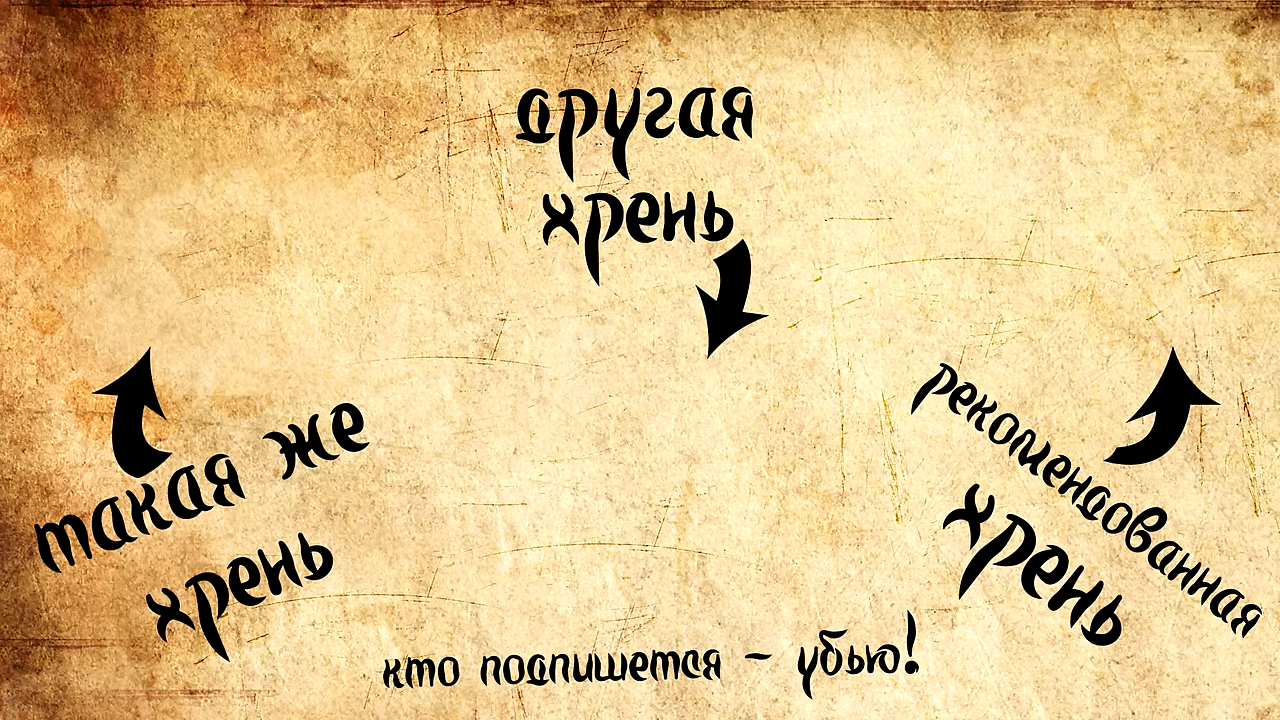 другая
хрень
такая же
хрень
рекомендованная
хрень
кто подпишется - убью!